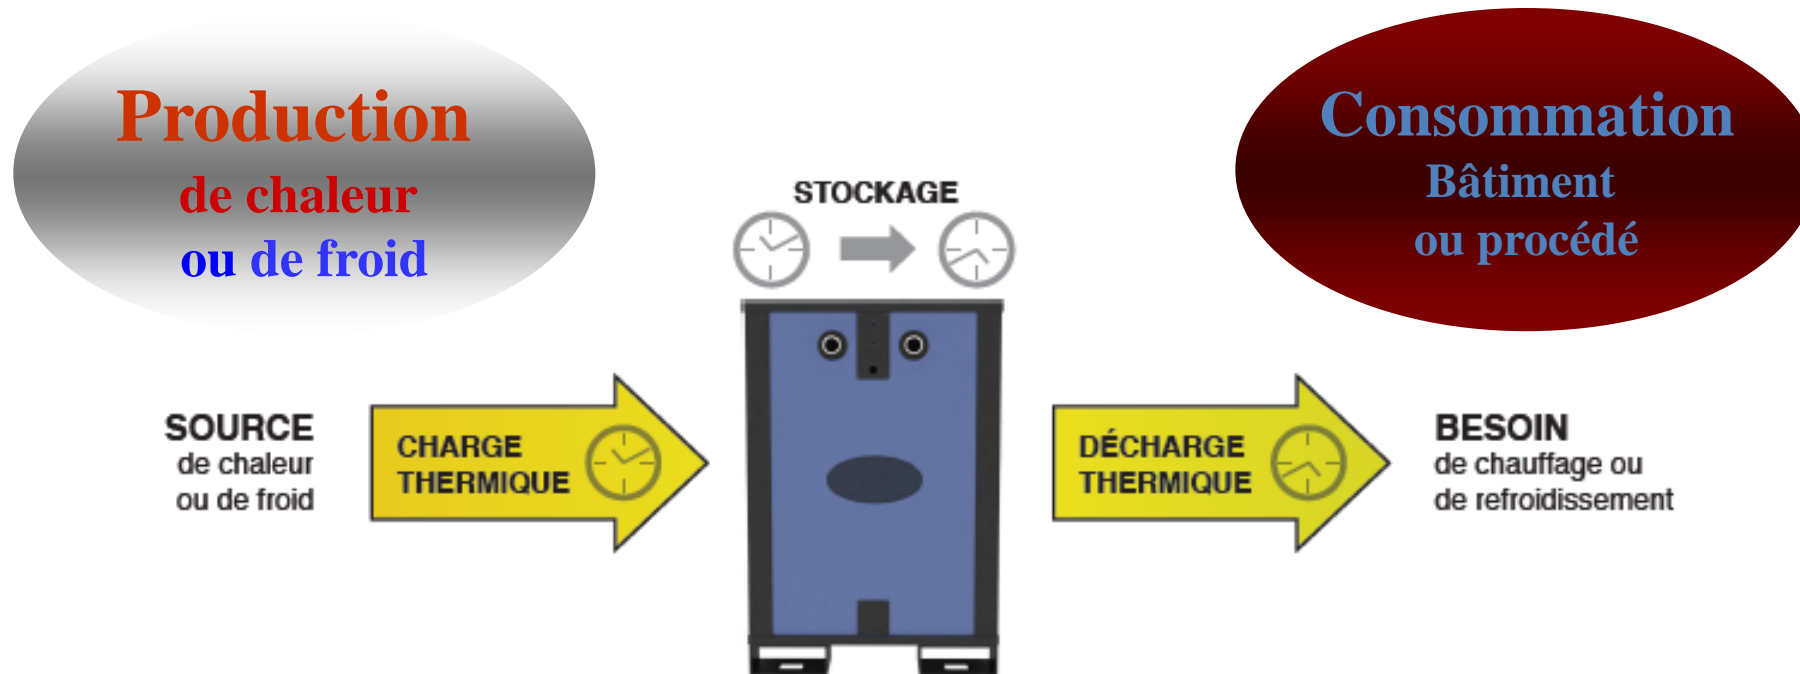 Production
de chaleur
ou de froid
Consommation
Bâtiment
ou procédé
STOCKAGE
SOURCE
de chaleur
ou de froid
CHARGE
THERMIQUE
DÉCHARGE
THERMIQUE
BESOIN
de chauffage ou
de refroidissement